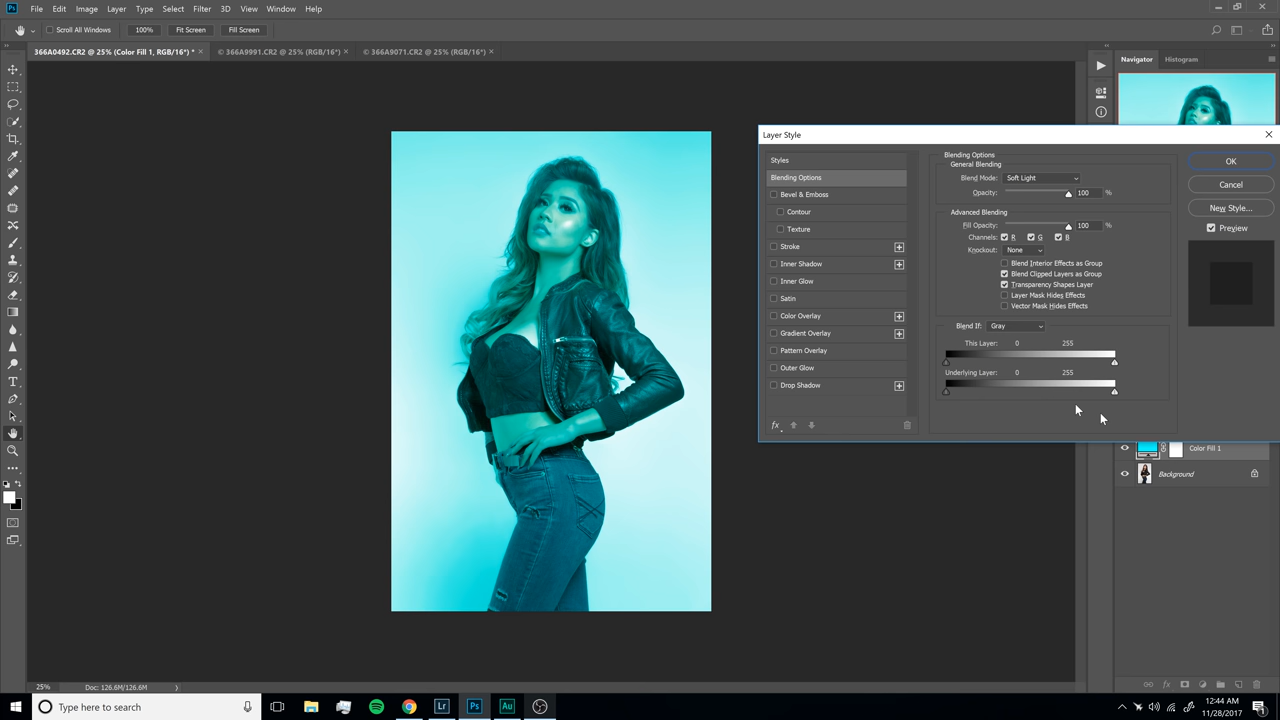 Ps File Edit Image Layer Type Select Filter 3D View Window Help
Scroll All Windows 100% Fit Screen Fill Screen
366A0492.CR2 @ 25% (Color Fill 1, RGB/16*) * × © 366A9991.CR2 @ 25% (RGB/16*) × © 366A9071.CR2 @ 25% (RGB/16*) ×
Navigator Histogram
Layer Style
Styles
Blending Options
Bevel & Emboss
Contour
Texture
Stroke
Inner Shadow
Inner Glow
Satin
Color Overlay
Gradient Overlay
Pattern Overlay
Outer Glow
Drop Shadow
fx
Blending Options
General Blending
Blend Mode: Soft Light
Opacity: 100 %
Advanced Blending
Fill Opacity: 100 %
Channels: R G B
Knockout: None
Blend Interior Effects as Group
Blend Clipped Layers as Group
Transparency Shapes Layer
Layer Mask Hides Effects
Vector Mask Hides Effects
Blend If: Gray
This Layer: 0 255
Underlying Layer: 0 255
OK
Cancel
New Style...
Preview
Color Fill 1
Background
fx
25% Doc: 126.6M/126.6M
Type here to search
Lr Ps Au
12:44 AM
11/28/2017